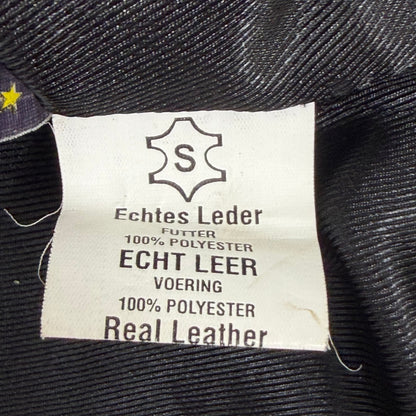 S
Echtes Leder
FUTTER
100% POLYESTER
ECHT LEER
VOERING
100% POLYESTER
Real Leather